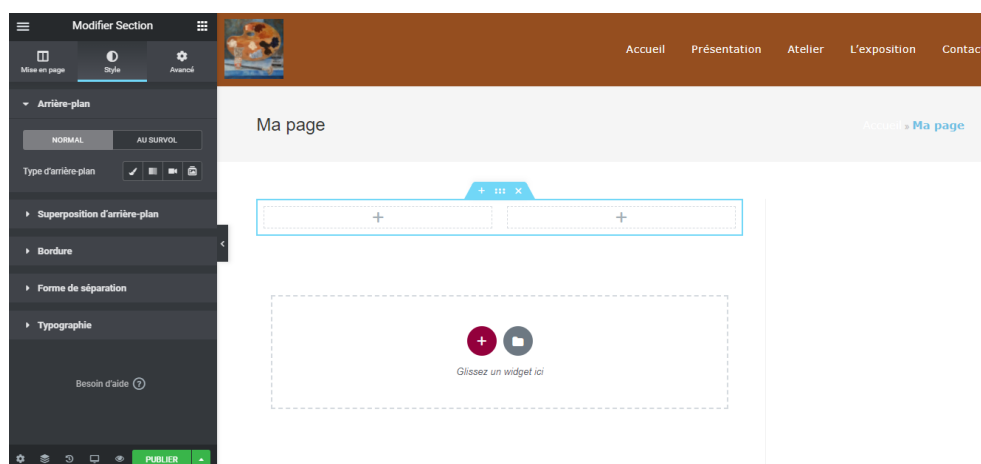 Modifier Section
Mise en page Style Avancé
Arrière-plan
NORMAL AU SURVOL
Type d'arrière-plan
Superposition d'arrière-plan
Bordure
Forme de séparation
Typographie
Besoin d'aide ?
PUBLIER
Accueil Présentation Atelier L'exposition Contac
Ma page
Accueil » Ma page
Glissez un widget ici